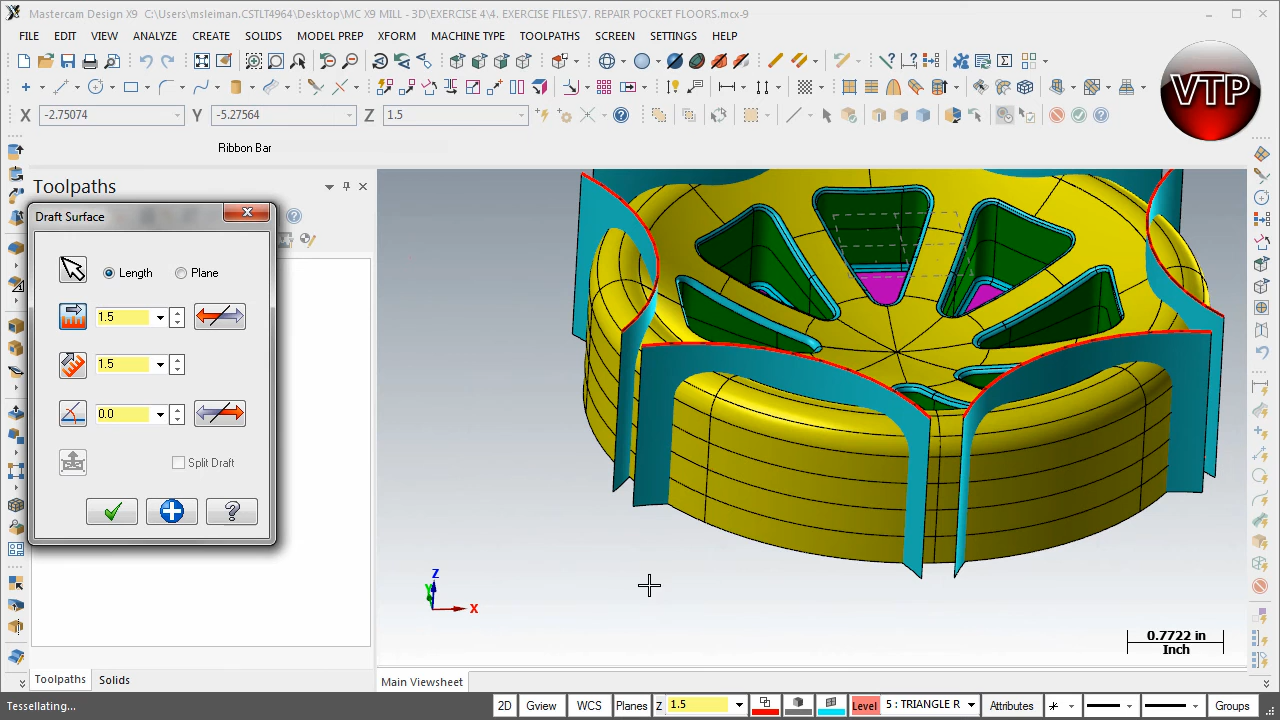 Mastercam Design X9 C:\Users\msleiman.CSTLT4964\Desktop\MC X9 MILL - 3D\EXERCISE 4\4. EXERCISE FILES\7. REPAIR POCKET FLOORS.mcx-9
FILE EDIT VIEW ANALYZE CREATE SOLIDS MODEL PREP XFORM MACHINE TYPE TOOLPATHS SCREEN SETTINGS HELP
VTP
X -2.75074 Y -5.27564 Z 1.5
Ribbon Bar
Toolpaths
Draft Surface
Length Plane
1.5
1.5
0.0
Split Draft
Z
Y
X
0.7722 in
Inch
Toolpaths Solids
Main Viewsheet
Tessellating... 2D Gview WCS Planes Z 1.5 Level 5 : TRIANGLE R Attributes Groups